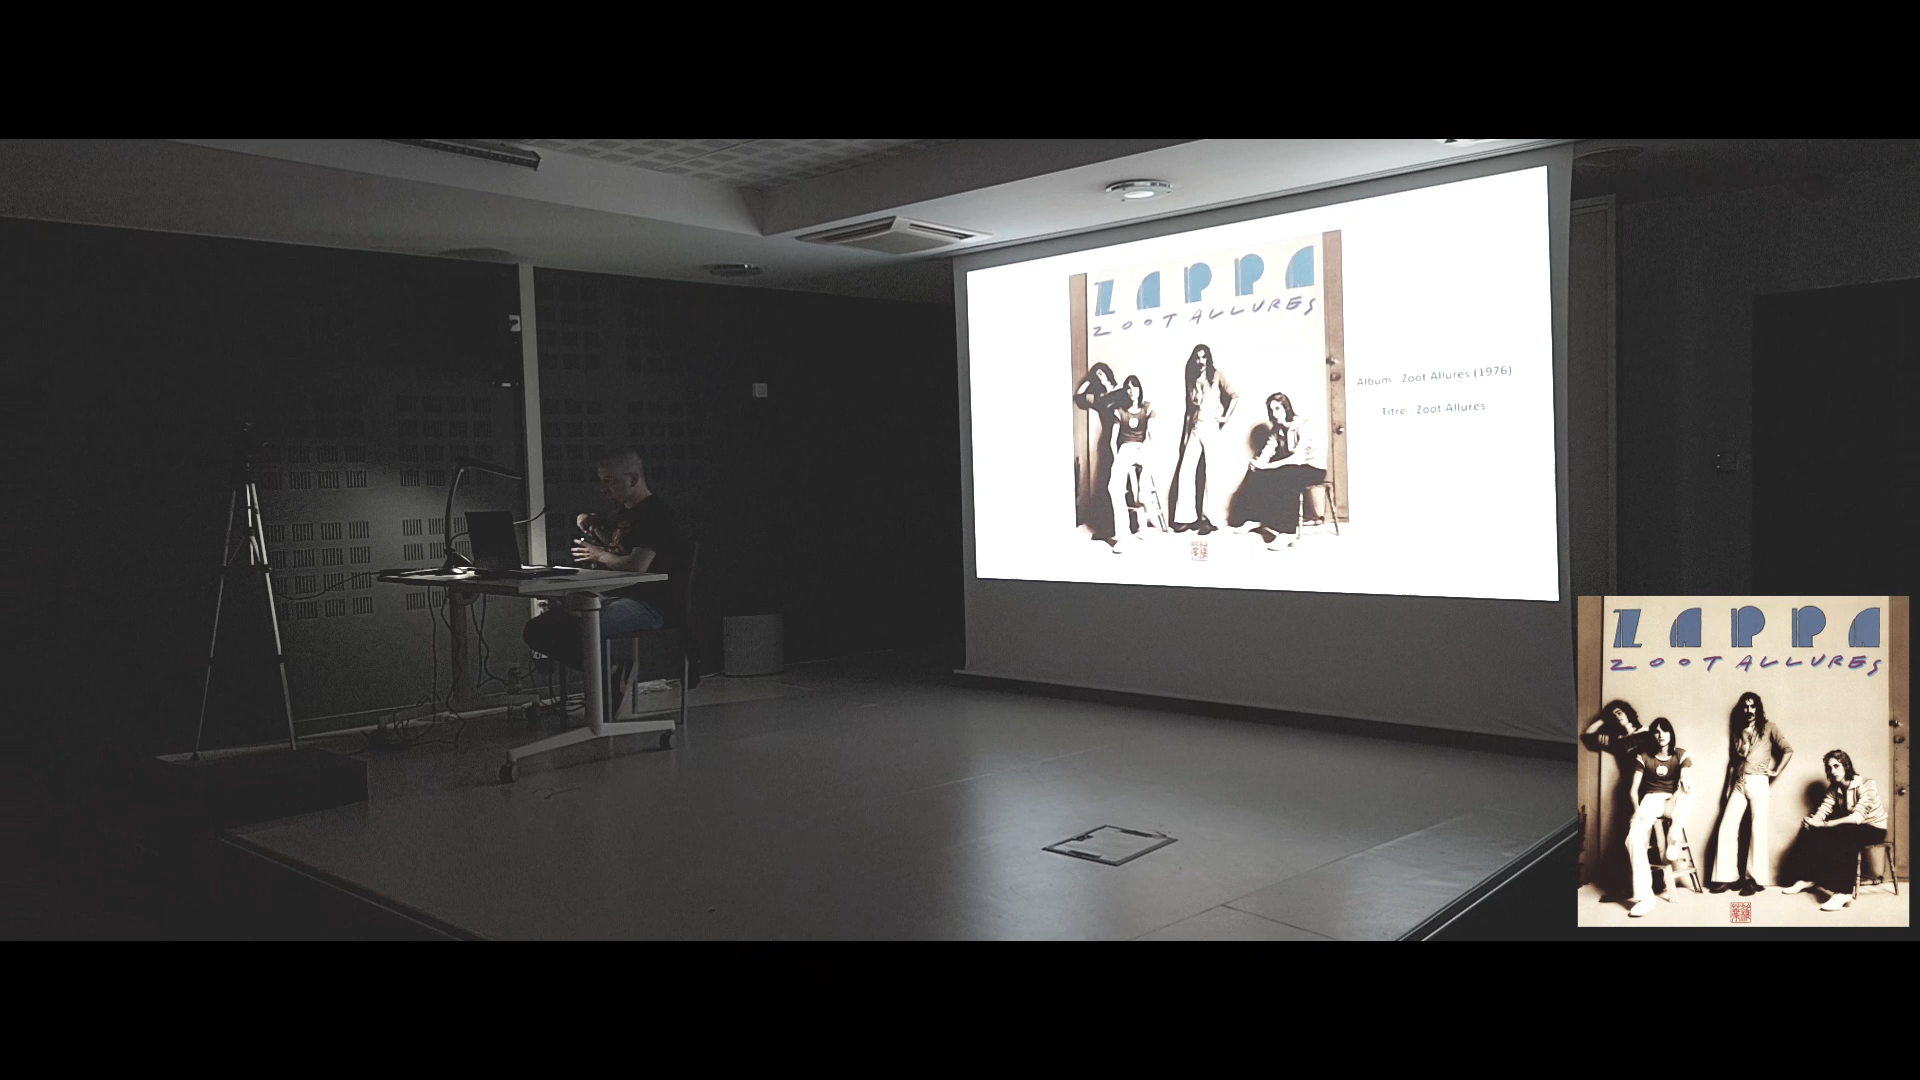 ZAPPA
ZOOT ALLURES
Album : Zoot Allures (1976)
Titre : Zoot Allures
ZAPPA
ZOOT ALLURES